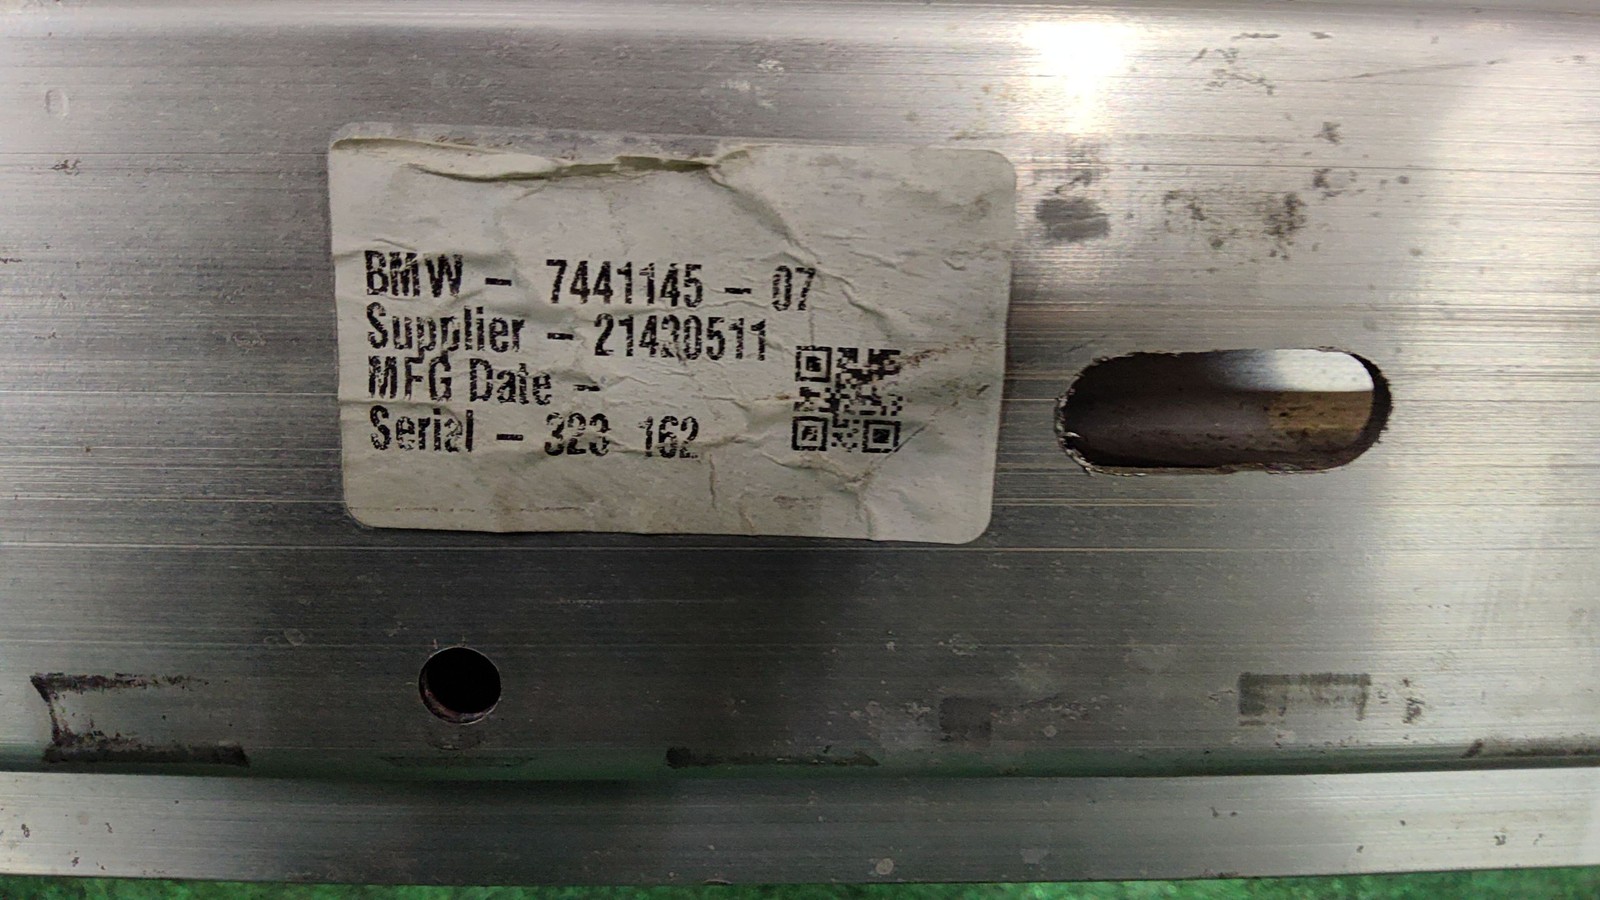 BMW - 7441145 - 07
Supplier - 21430511
MFG Date -
Serial - 323 162